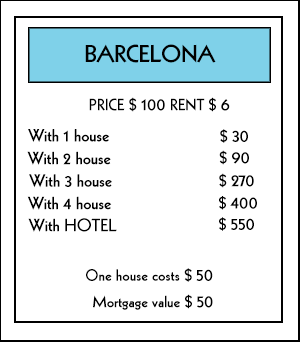 BARCELONA
PRICE $ 100 RENT $ 6
With 1 house $ 30
With 2 house $ 90
With 3 house $ 270
With 4 house $ 400
With HOTEL $ 550
One house costs $ 50
Mortgage value $ 50